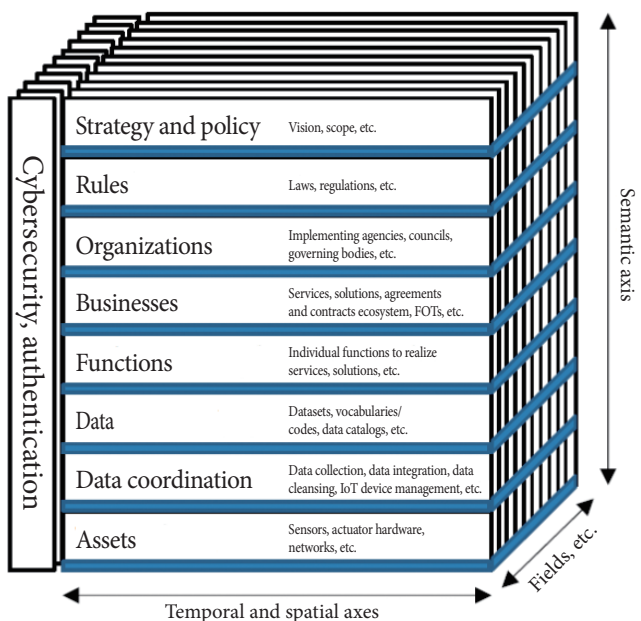 Cybersecurity, authentication
Strategy and policy
Vision, scope, etc.
Rules
Laws, regulations, etc.
Organizations
Implementing agencies, councils,
governing bodies, etc.
Businesses
Services, solutions, agreements
and contracts ecosystem, FOTs, etc.
Functions
Individual functions to realize
services, solutions, etc.
Data
Datasets, vocabularies/
codes, data catalogs, etc.
Data coordination
Data collection, data integration, data
cleansing, IoT device management, etc.
Assets
Sensors, actuator hardware,
networks, etc.
Semantic axis
Fields, etc.
Temporal and spatial axes